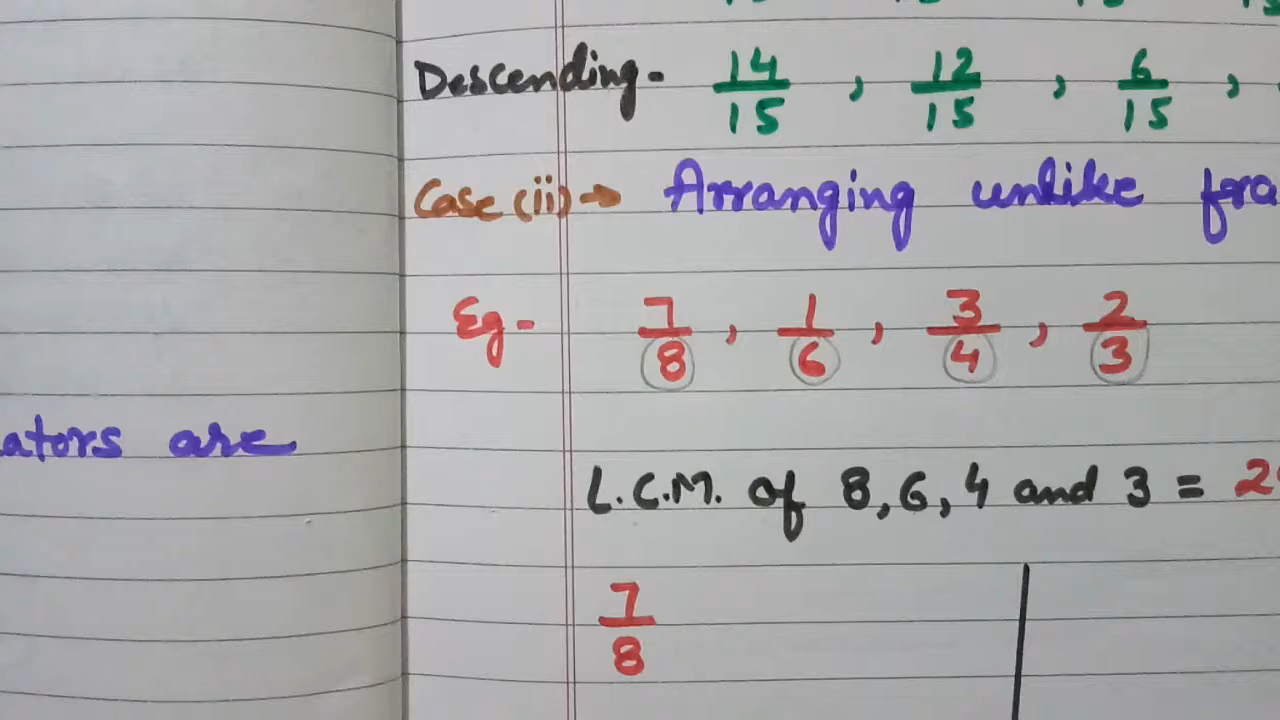 Descending- 14/15 , 12/15 , 6/15 ,
Case (ii)→ Arranging unlike fra
Eg- 7/8 , 1/6 , 3/4 , 2/3
ators are
L.C.M. of 8, 6, 4 and 3 = 2
7/8